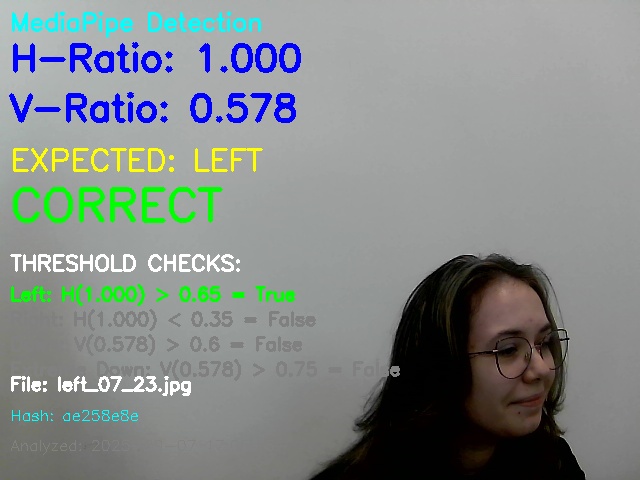 MediaPipe Detection
H-Ratio: 1.000
V-Ratio: 0.578
EXPECTED: LEFT
CORRECT
THRESHOLD CHECKS:
Left: H(1.000) > 0.65 = True
H(1.000) < 0.35 = False
V(0.578) > 0.6 = False
Down: V(0.578) > 0.75 = False
File: left_07_23.jpg
Hash: ae258e8e
Analyzed: